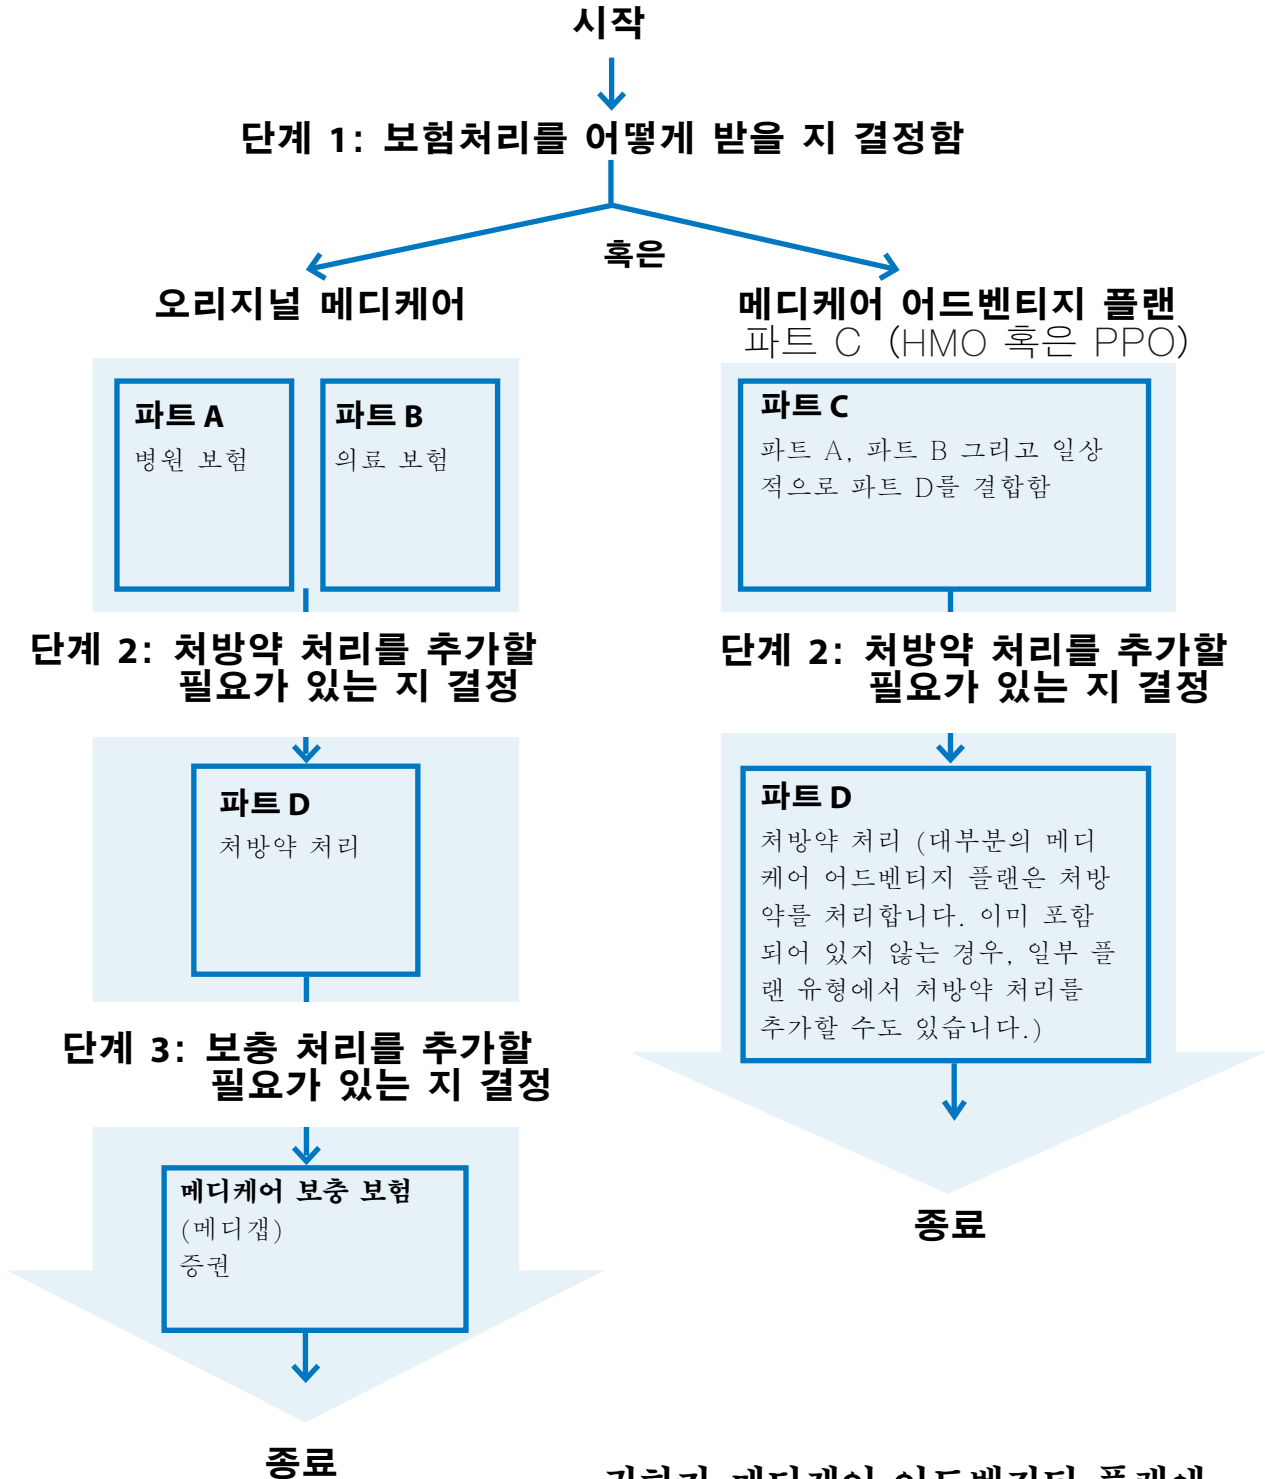 시작
단계 1: 보험처리를 어떻게 받을 지 결정함
혹은
오리지널 메디케어
파트 A
병원 보험
파트 B
의료 보험
단계 2: 처방약 처리를 추가할
필요가 있는 지 결정
파트 D
처방약 처리
단계 3: 보충 처리를 추가할
필요가 있는 지 결정
메디케어 보충 보험
(메디갭)
증권
종료
메디케어 어드벤티지 플랜
파트 C (HMO 혹은 PPO)
파트 C
파트 A, 파트 B 그리고 일상
적으로 파트 D를 결합함
단계 2: 처방약 처리를 추가할
필요가 있는 지 결정
파트 D
처방약 처리 (대부분의 메디
케어 어드벤티지 플랜은 처방
약를 처리합니다. 이미 포함
되어 있지 않는 경우, 일부 플
랜 유형에서 처방약 처리를
추가할 수도 있습니다.)
종료
메디케어